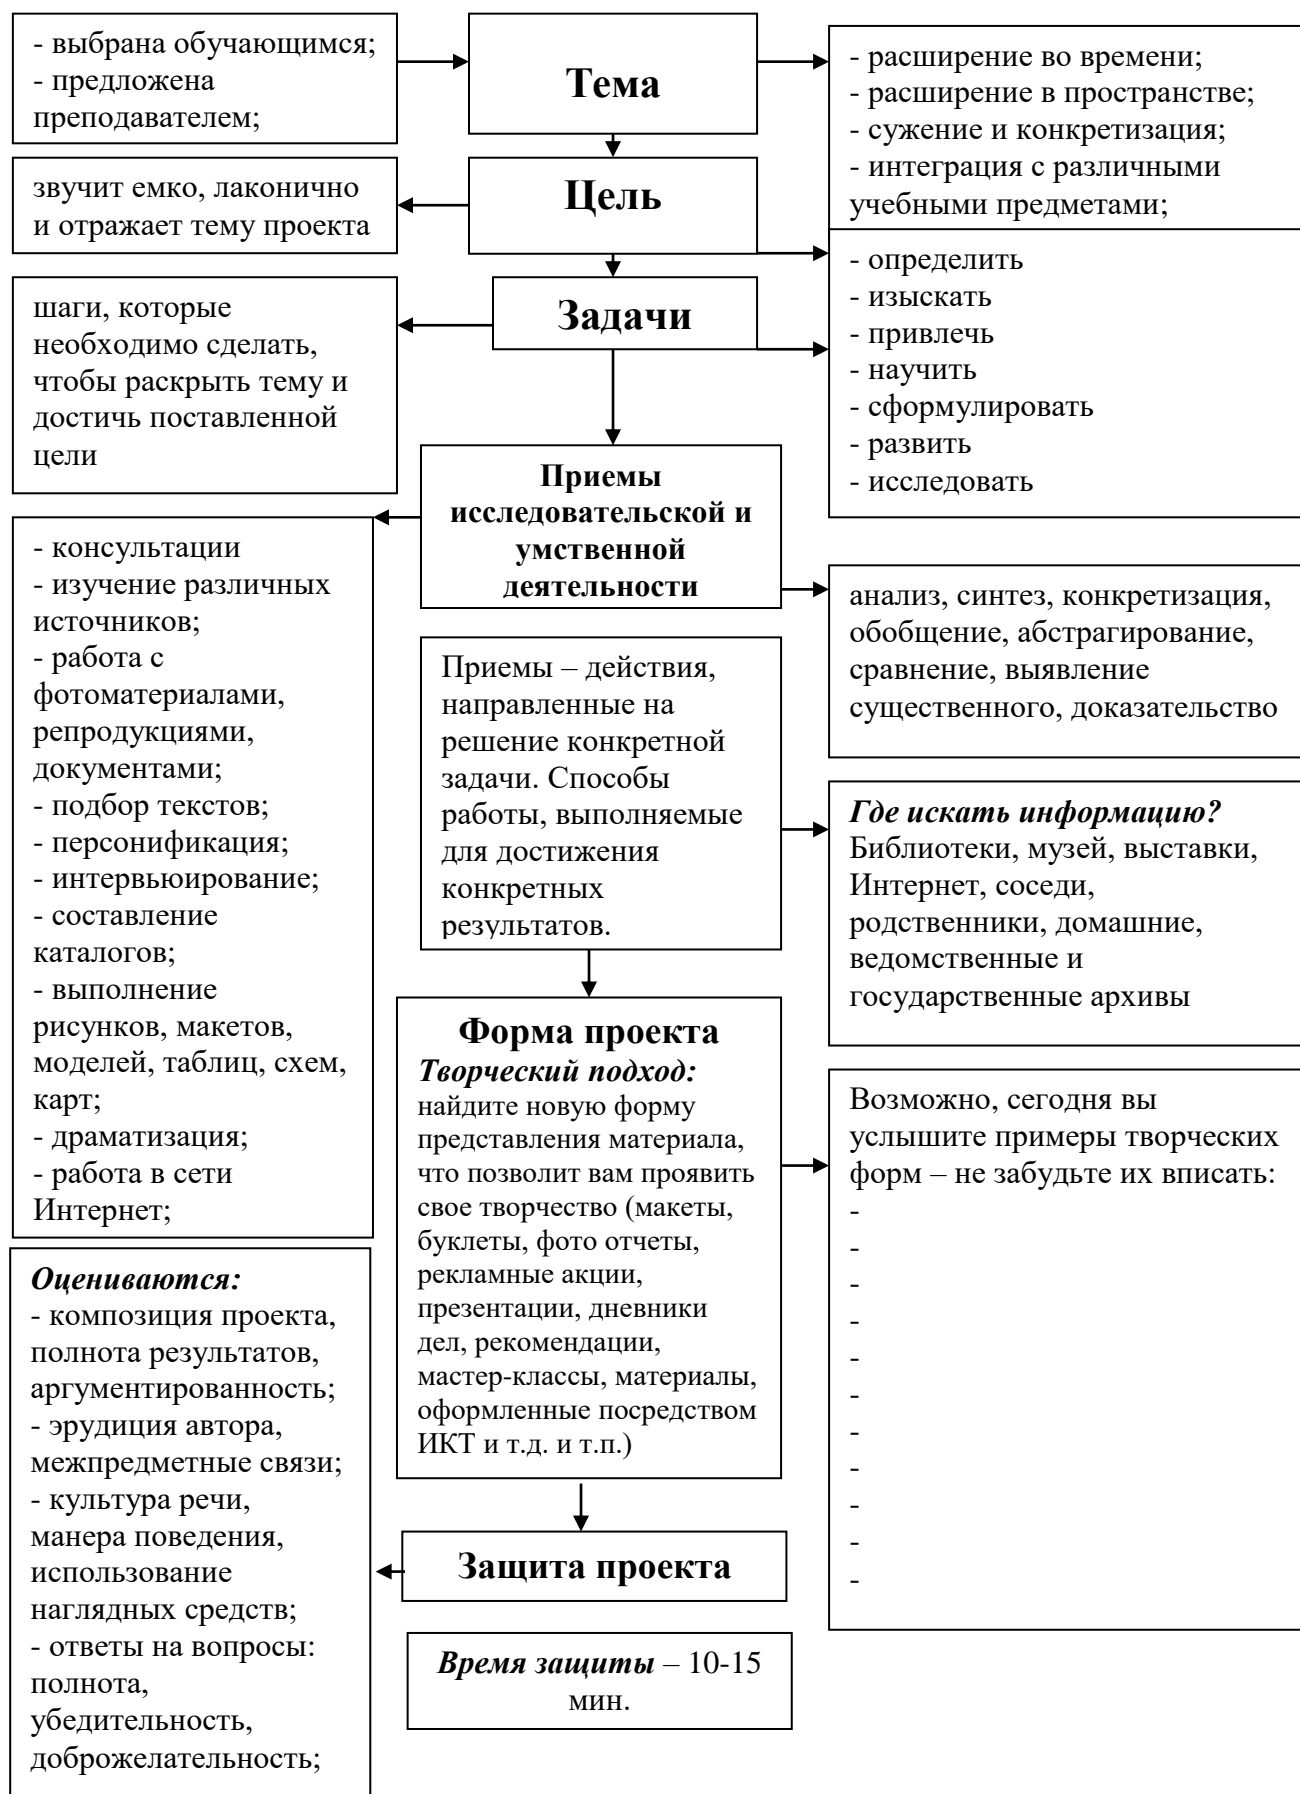 - выбрана обучающимся;
- предложена
преподавателем;
Тема
- расширение во времени;
- расширение в пространстве;
- сужение и конкретизация;
- интеграция с различными
учебными предметами;
звучит емко, лаконично
и отражает тему проекта
Цель
- определить
- изыскать
- привлечь
- научить
- сформулировать
- развить
- исследовать
шаги, которые
необходимо сделать,
чтобы раскрыть тему и
достичь поставленной
цели
Задачи
Приемы
исследовательской и
умственной
деятельности
- консультации
- изучение различных
источников;
- работа с
фотоматериалами,
репродукциями,
документами;
- подбор текстов;
- персонификация;
- интервьюирование;
- составление
каталогов;
- выполнение
рисунков, макетов,
моделей, таблиц, схем,
карт;
- драматизация;
- работа в сети
Интернет;
анализ, синтез, конкретизация,
обобщение, абстрагирование,
сравнение, выявление
существенного, доказательство
Приемы – действия,
направленные на
решение конкретной
задачи. Способы
работы, выполняемые
для достижения
конкретных
результатов.
Где искать информацию?
Библиотеки, музей, выставки,
Интернет, соседи,
родственники, домашние,
ведомственные и
государственные архивы
Форма проекта
Творческий подход:
найдите новую форму
представления материала,
что позволит вам проявить
свое творчество (макеты,
буклеты, фото отчеты,
рекламные акции,
презентации, дневники
дел, рекомендации,
мастер-классы, материалы,
оформленные посредством
ИКТ и т.д. и т.п.)
Возможно, сегодня вы
услышите примеры творческих
форм – не забудьте их вписать:
-
-
-
-
-
-
-
-
-
-
-
Оцениваются:
- композиция проекта,
полнота результатов,
аргументированность;
- эрудиция автора,
межпредметные связи;
- культура речи,
манера поведения,
использование
наглядных средств;
- ответы на вопросы:
полнота,
убедительность,
доброжелательность;
Защита проекта
Время защиты – 10-15
мин.